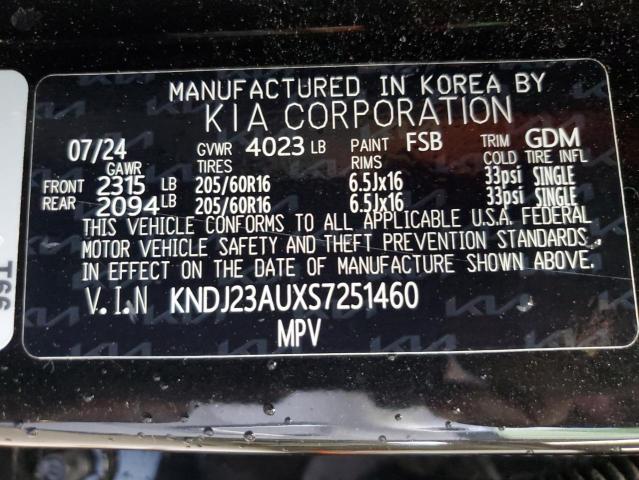 MANUFACTURED IN KOREA BY
KIA CORPORATION
07/24 GVWR 4023 LB PAINT FSB TRIM GDM
GAWR TIRES RIMS COLD TIRE INFL
FRONT 2315 LB 205/60R16 6.5Jx16 33psi SINGLE
REAR 2094 LB 205/60R16 6.5Jx16 33psi SINGLE
THIS VEHICLE CONFORMS TO ALL APPLICABLE U.S.A. FEDERAL
MOTOR VEHICLE SAFETY AND THEFT PREVENTION STANDARDS
IN EFFECT ON THE DATE OF MANUFACTURE SHOWN ABOVE.
V.I.N KNDJ23AUXS7251460
MPV